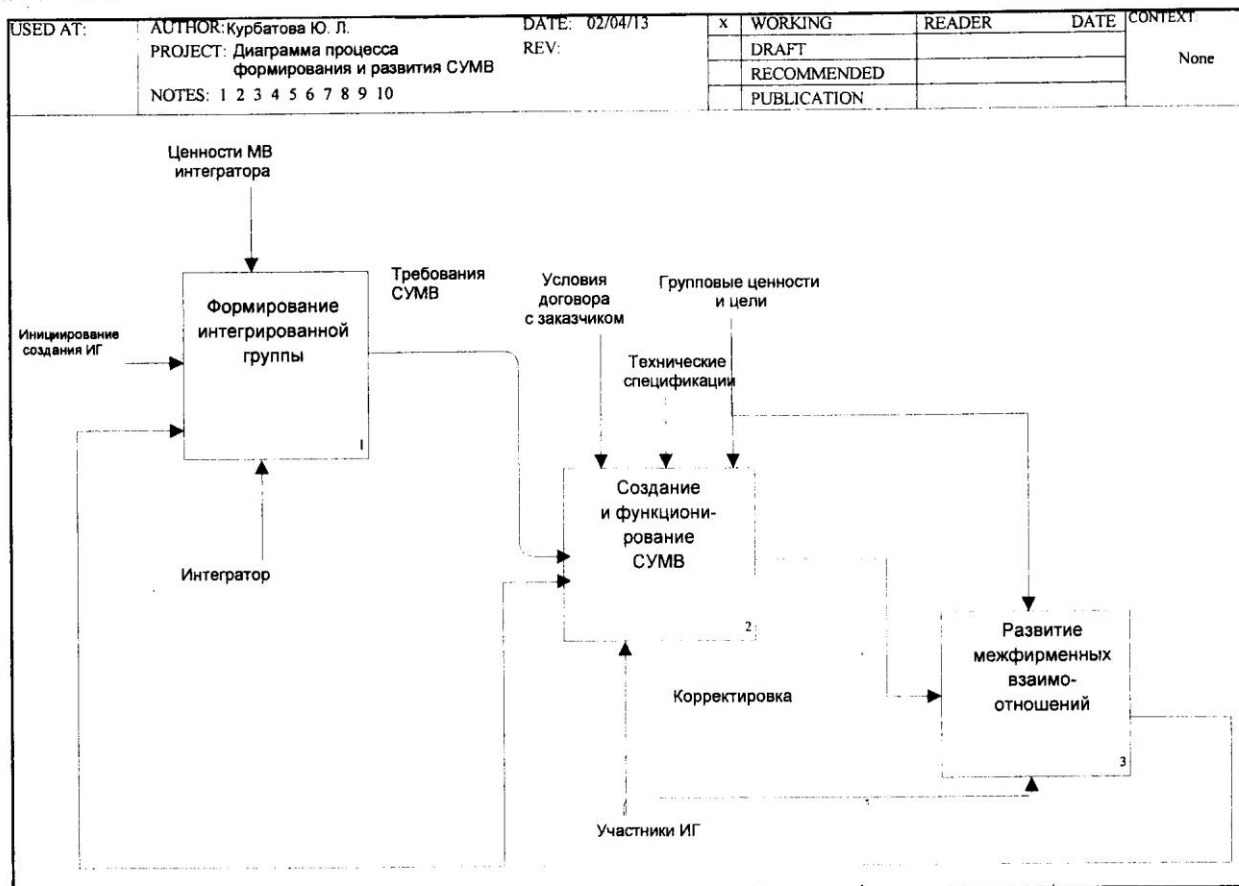 USED AT:
AUTHOR: Курбатова Ю. Л.
DATE: 02/04/13
PROJECT: Диаграмма процесса
формирования и развития СУМВ
REV:
NOTES: 1 2 3 4 5 6 7 8 9 10
x WORKING
DRAFT
RECOMMENDED
PUBLICATION
READER DATE
CONTEXT:
None
Ценности МВ
интегратора
Инициирование
создания ИГ
Формирование
интегрированной
группы
1
Интегратор
Требования
СУМВ
Условия
договора
с заказчиком
Технические
спецификации
Групповые ценности
и цели
Создание
и функциони-
рование
СУМВ
2
Корректировка
Развитие
межфирменных
взаимо-
отношений
3
Участники ИГ